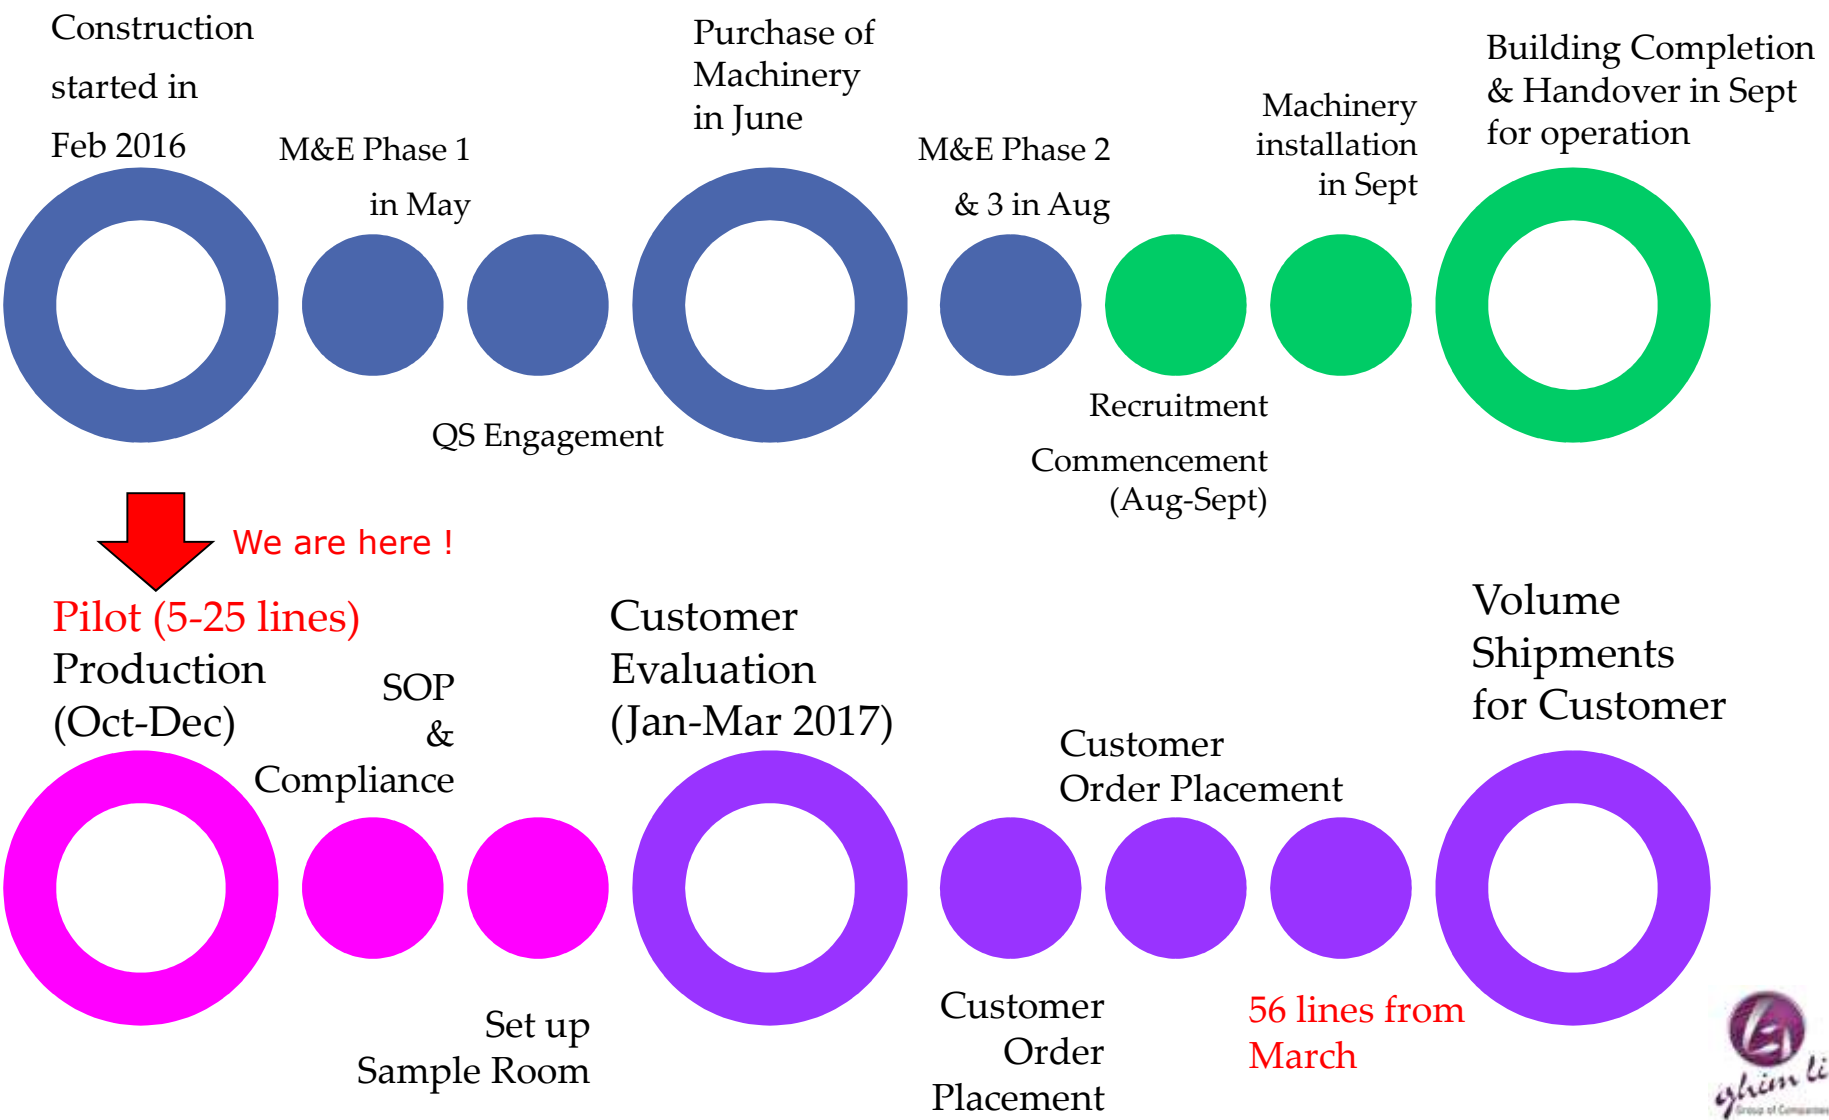 Construction
started in
Feb 2016
M&E Phase 1
in May
QS Engagement
Purchase of
Machinery
in June
M&E Phase 2
& 3 in Aug
Recruitment
Commencement
(Aug-Sept)
Machinery
installation
in Sept
Building Completion
& Handover in Sept
for operation
We are here !
Pilot (5-25 lines)
Production
(Oct-Dec)
SOP
&
Compliance
Set up
Sample Room
Customer
Evaluation
(Jan-Mar 2017)
Customer
Order
Placement
Customer
Order Placement
56 lines from
March
Volume
Shipments
for Customer
ghim li
Group of Companies